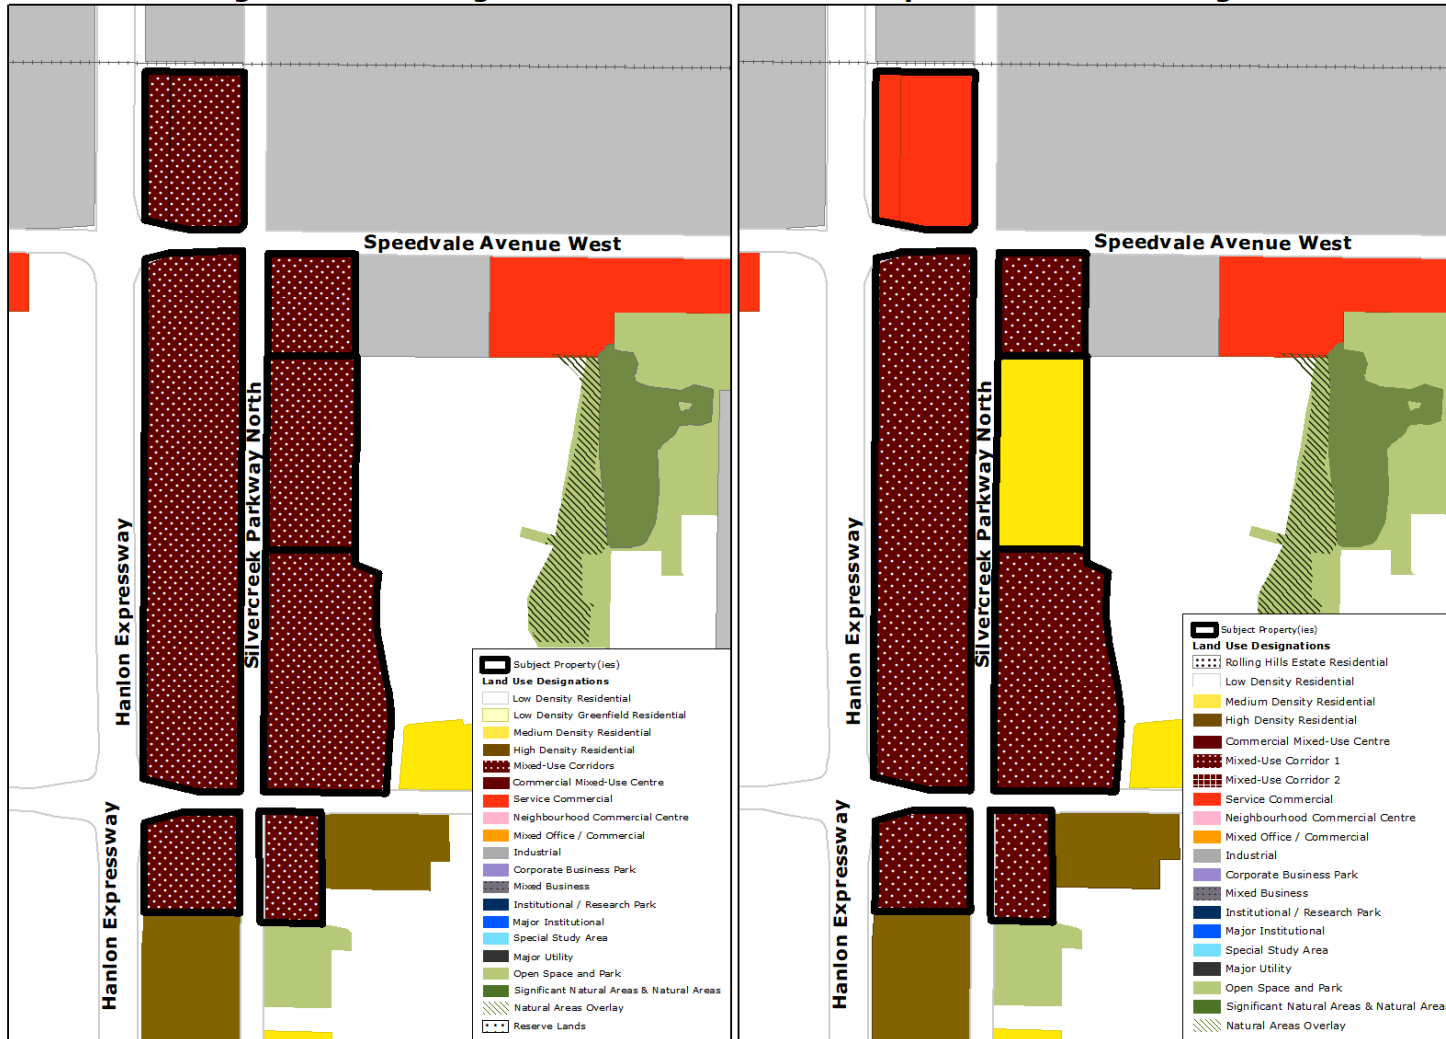 Speedvale Avenue West
Silvercreek Parkway North
Hanlon Expressway
Hanlon Expressway
Subject Property(ies)
Land Use Designations
Low Density Residential
Low Density Greenfield Residential
Medium Density Residential
High Density Residential
Mixed-Use Corridors
Commercial Mixed-Use Centre
Service Commercial
Neighbourhood Commercial Centre
Mixed Office / Commercial
Industrial
Corporate Business Park
Mixed Business
Institutional / Research Park
Major Institutional
Special Study Area
Major Utility
Open Space and Park
Significant Natural Areas & Natural Areas
Natural Areas Overlay
Reserve Lands
Speedvale Avenue West
Silvercreek Parkway North
Hanlon Expressway
Hanlon Expressway
Subject Property(ies)
Land Use Designations
Rolling Hills Estate Residential
Low Density Residential
Medium Density Residential
High Density Residential
Commercial Mixed-Use Centre
Mixed-Use Corridor 1
Mixed-Use Corridor 2
Service Commercial
Neighbourhood Commercial Centre
Mixed Office / Commercial
Industrial
Corporate Business Park
Mixed Business
Institutional / Research Park
Major Institutional
Special Study Area
Major Utility
Open Space and Park
Significant Natural Areas & Natural Areas
Natural Areas Overlay